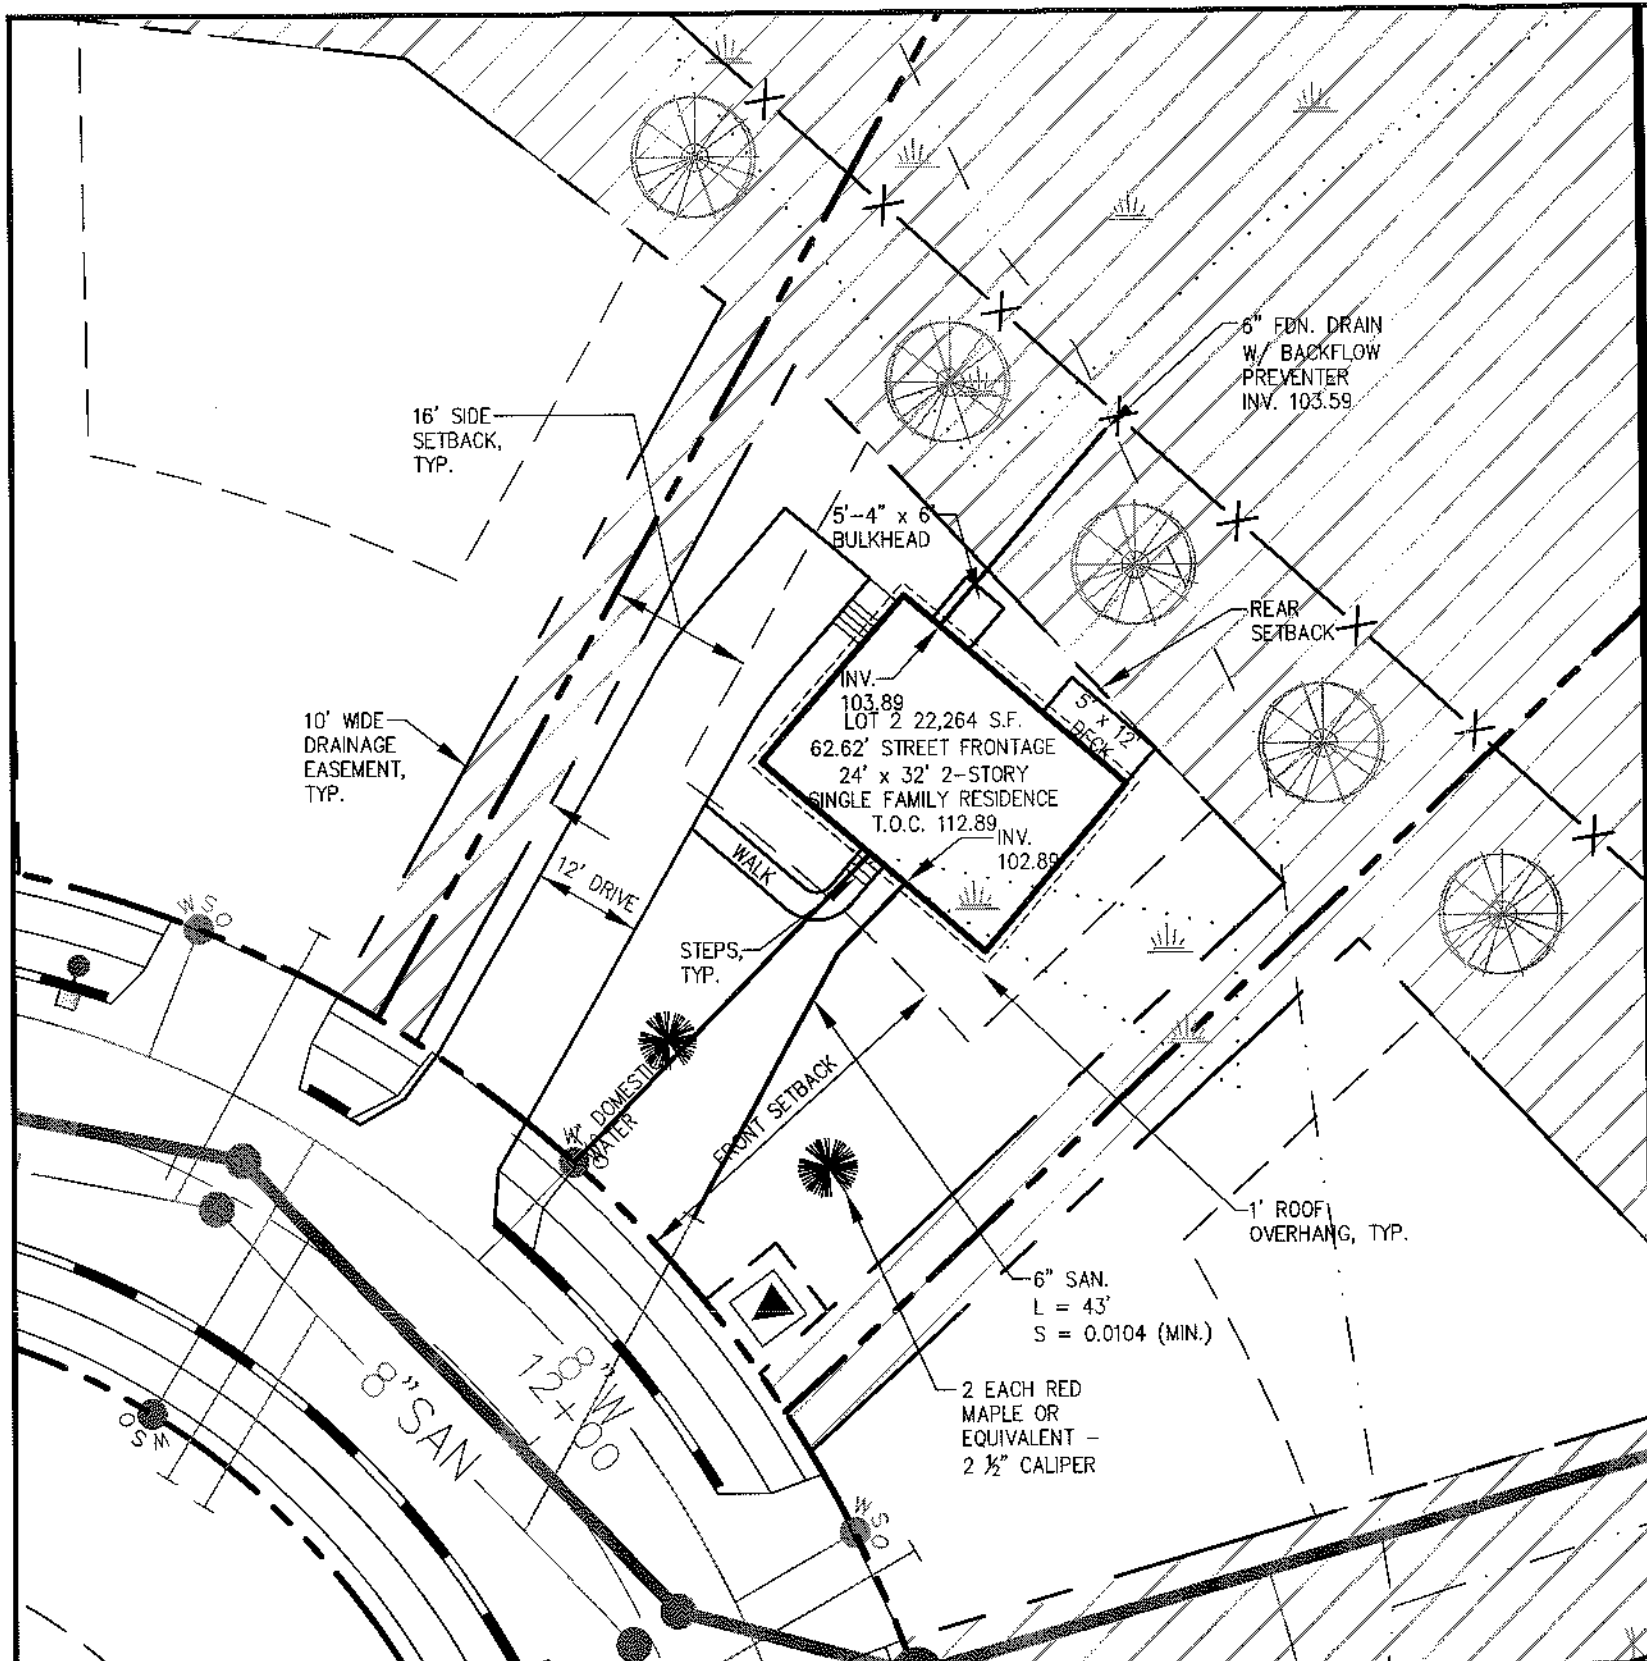 6" FDN. DRAIN
W/ BACKFLOW
PREVENTER
INV. 103.59
16' SIDE
SETBACK,
TYP.
5'-4" x 6'
BULKHEAD
REAR
SETBACK
INV.
103.89
LOT 2 22,264 S.F.
62.62' STREET FRONTAGE
24' x 32' 2-STORY
SINGLE FAMILY RESIDENCE
T.O.C. 112.89
INV.
102.89
5' x 12'
DECK
10' WIDE
DRAINAGE
EASEMENT,
TYP.
WALK
12' DRIVE
STEPS,
TYP.
W S O
DOMESTIC
WATER
FRONT SETBACK
W
1' ROOF
OVERHANG, TYP.
6" SAN.
L = 43'
S = 0.0104 (MIN.)
2 EACH RED
MAPLE OR
EQUIVALENT -
2 ½" CALIPER
8"W
12+00
8"SAN
W S O
W S O